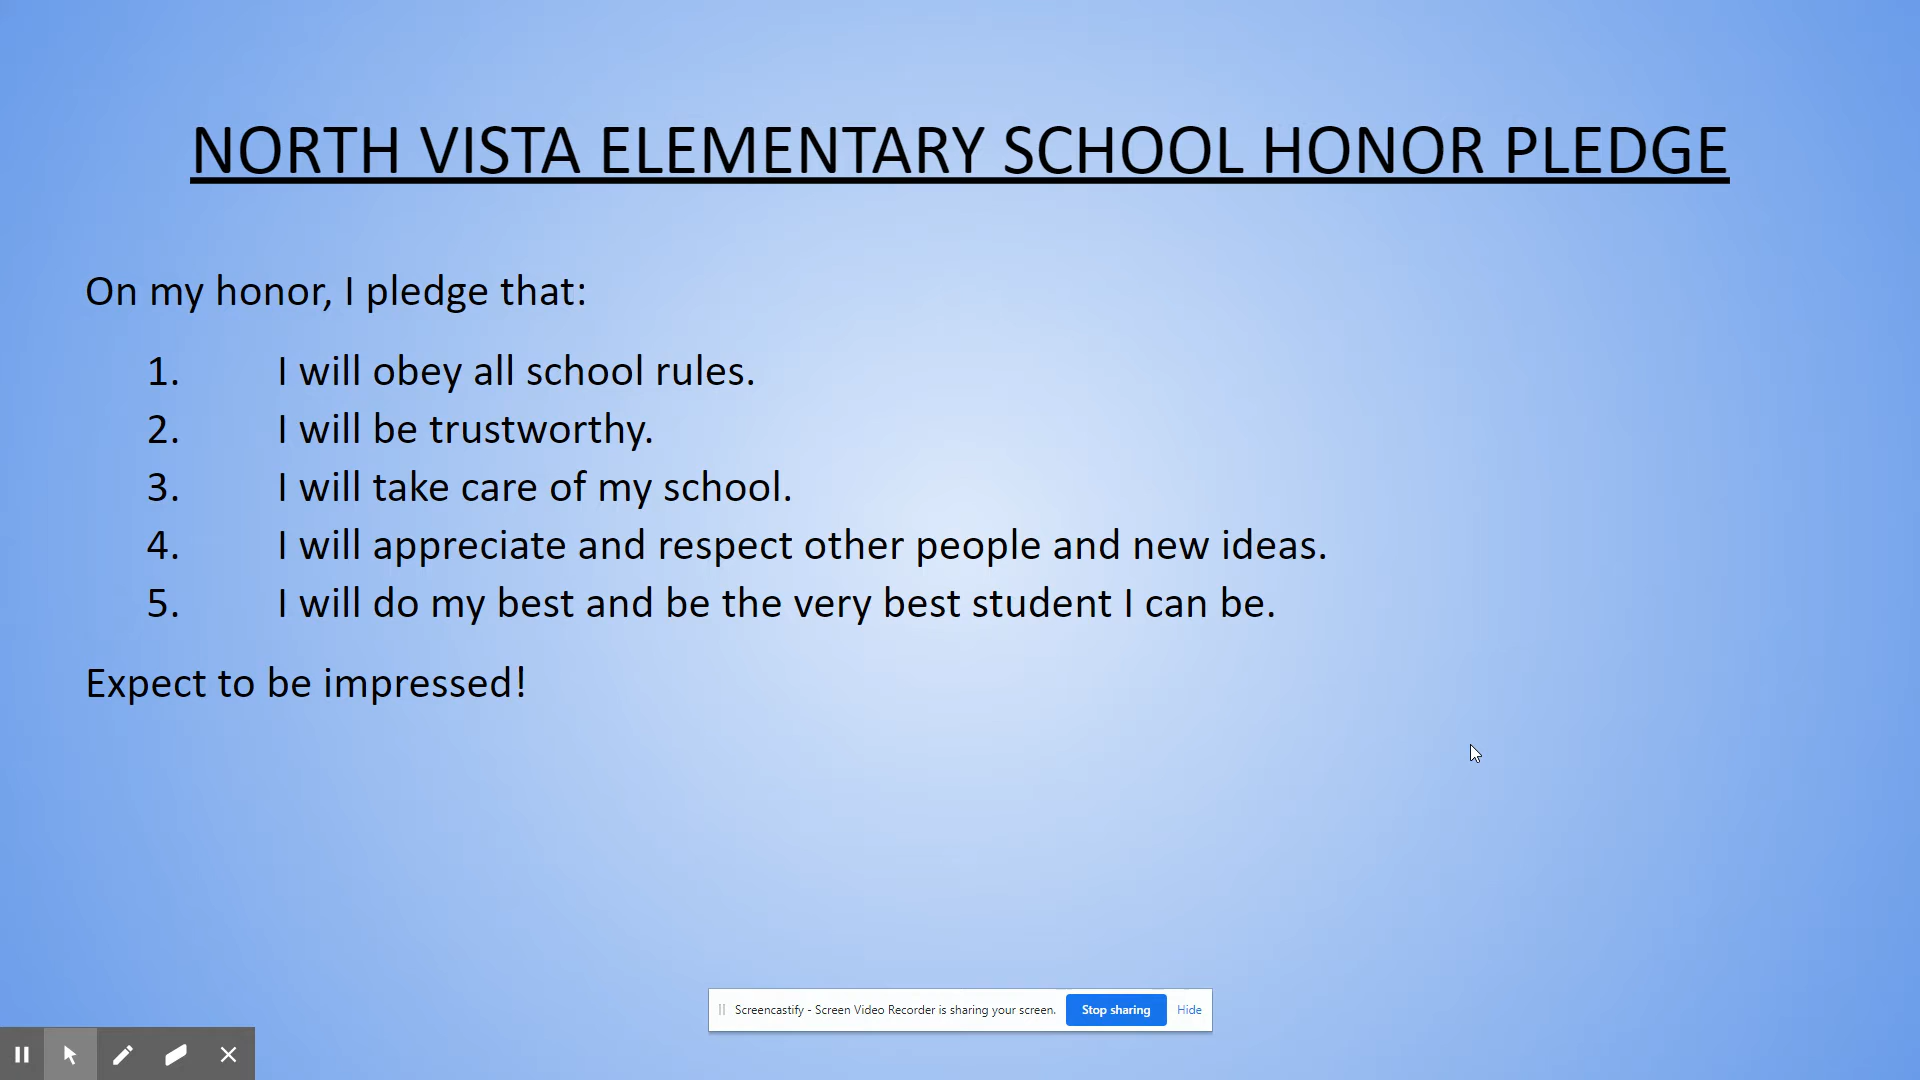 NORTH VISTA ELEMENTARY SCHOOL HONOR PLEDGE
On my honor, I pledge that:
1. I will obey all school rules.
2. I will be trustworthy.
3. I will take care of my school.
4. I will appreciate and respect other people and new ideas.
5. I will do my best and be the very best student I can be.
Expect to be impressed!
Screencastify - Screen Video Recorder is sharing your screen. Stop sharing Hide